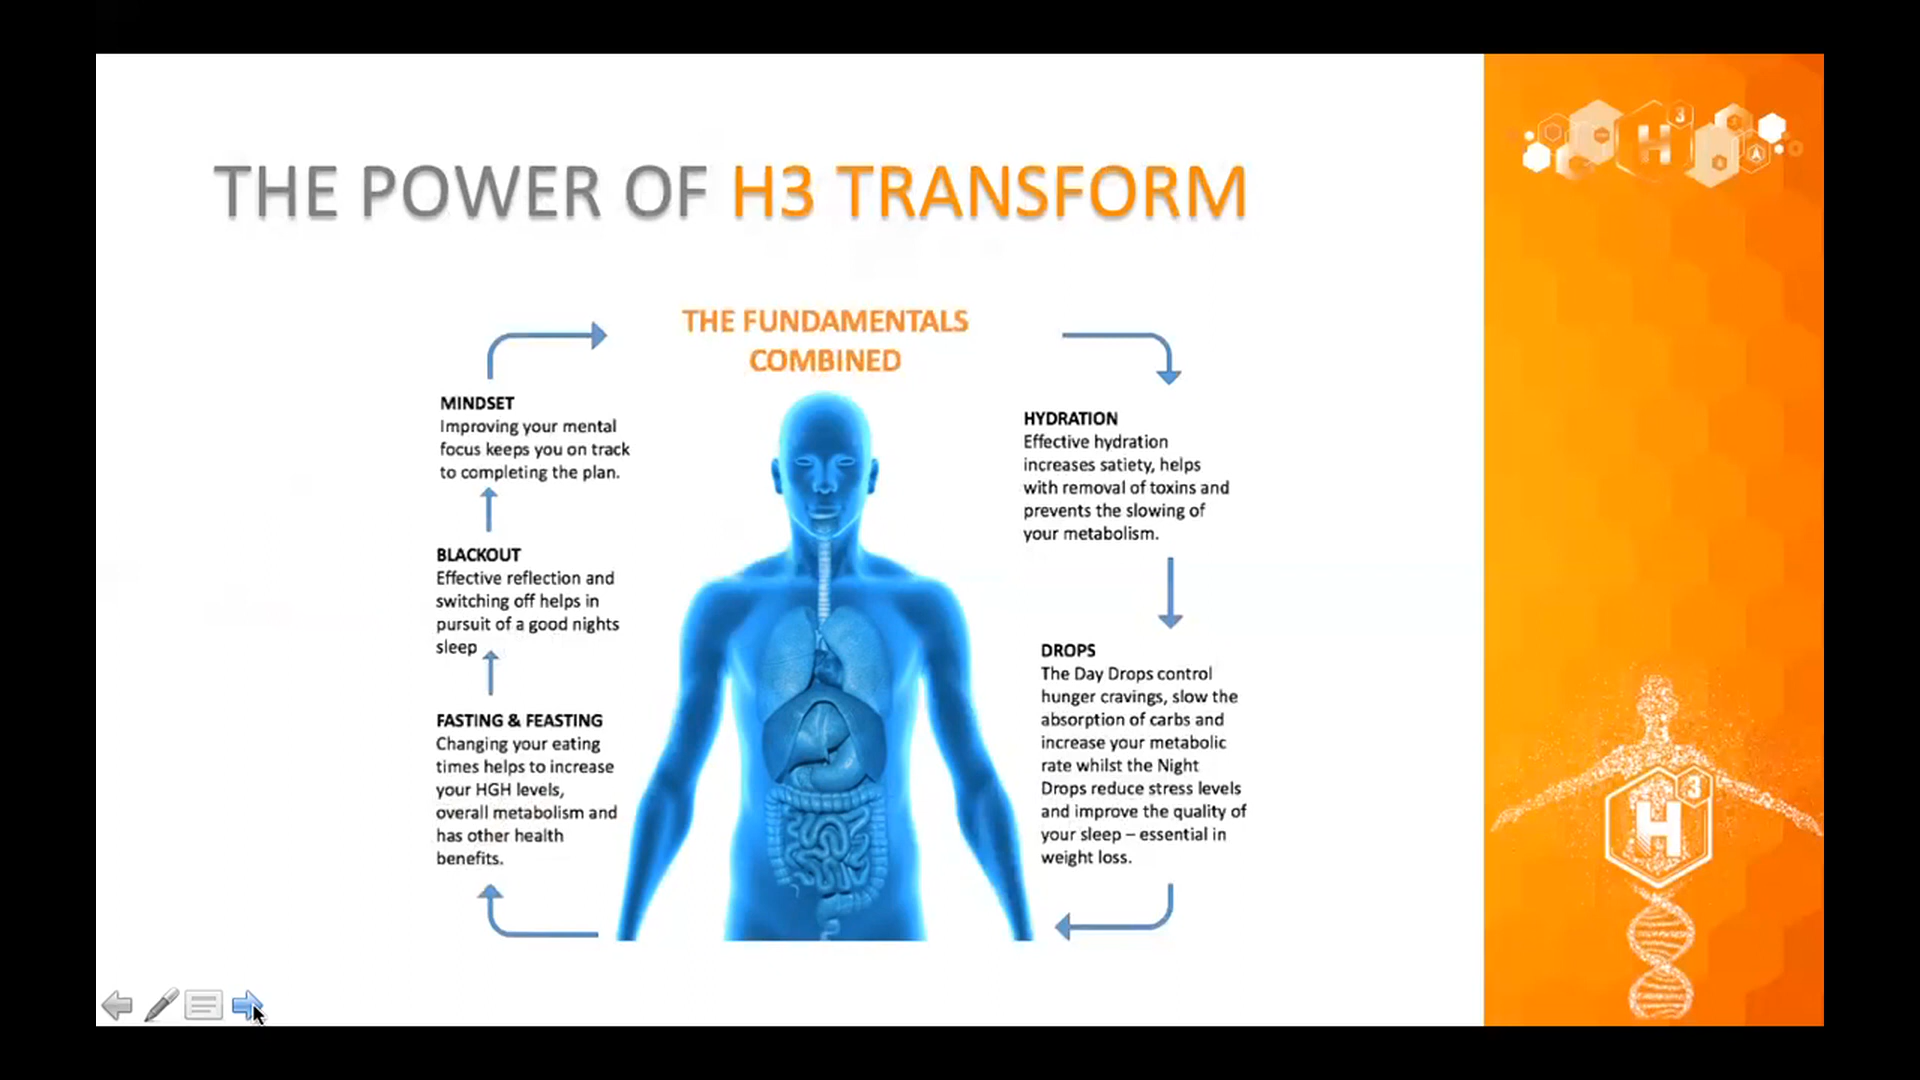 THE POWER OF H3 TRANSFORM
THE FUNDAMENTALS
COMBINED
MINDSET
Improving your mental
focus keeps you on track
to completing the plan.
BLACKOUT
Effective reflection and
switching off helps in
pursuit of a good nights
sleep
FASTING & FEASTING
Changing your eating
times helps to increase
your HGH levels,
overall metabolism and
has other health
benefits.
HYDRATION
Effective hydration
increases satiety, helps
with removal of toxins and
prevents the slowing of
your metabolism.
DROPS
The Day Drops control
hunger cravings, slow the
absorption of carbs and
increase your metabolic
rate whilst the Night
Drops reduce stress levels
and improve the quality of
your sleep – essential in
weight loss.
H3
H3